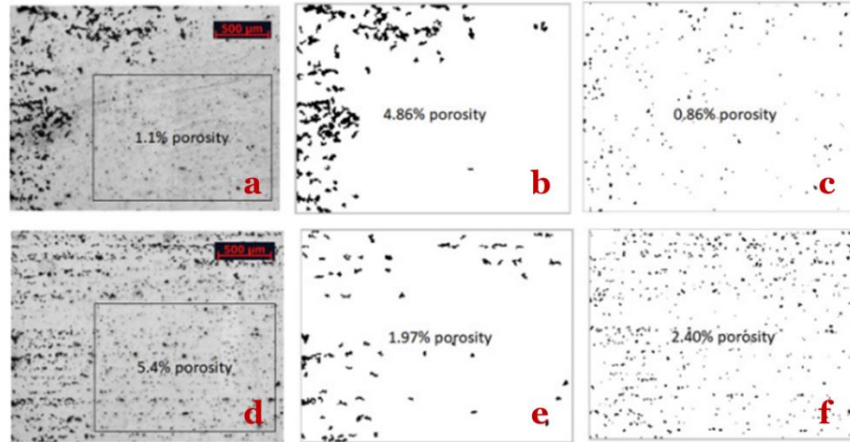 500 µm
1.1% porosity
a
4.86% porosity
b
0.86% porosity
c
500 µm
5.4% porosity
d
1.97% porosity
e
2.40% porosity
f